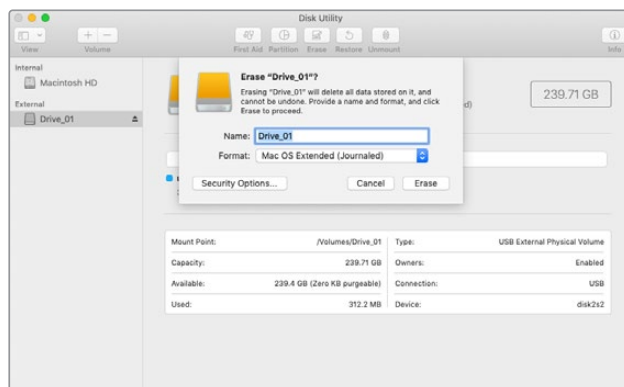 Disk Utility
View
Volume
First Aid
Partition
Erase
Restore
Unmount
Info
Internal
Macintosh HD
External
Drive_01
Erase “Drive_01”?
Erasing “Drive_01” will delete all data stored on it, and
cannot be undone. Provide a name and format, and click
Erase to proceed.
Name: Drive_01
Format: Mac OS Extended (Journaled)
Security Options...
Cancel
Erase
d)
239.71 GB
Mount Point: /Volumes/Drive_01
Type: USB External Physical Volume
Capacity: 239.71 GB
Owners: Enabled
Available: 239.4 GB (Zero KB purgeable)
Connection: USB
Used: 312.2 MB
Device: disk2s2